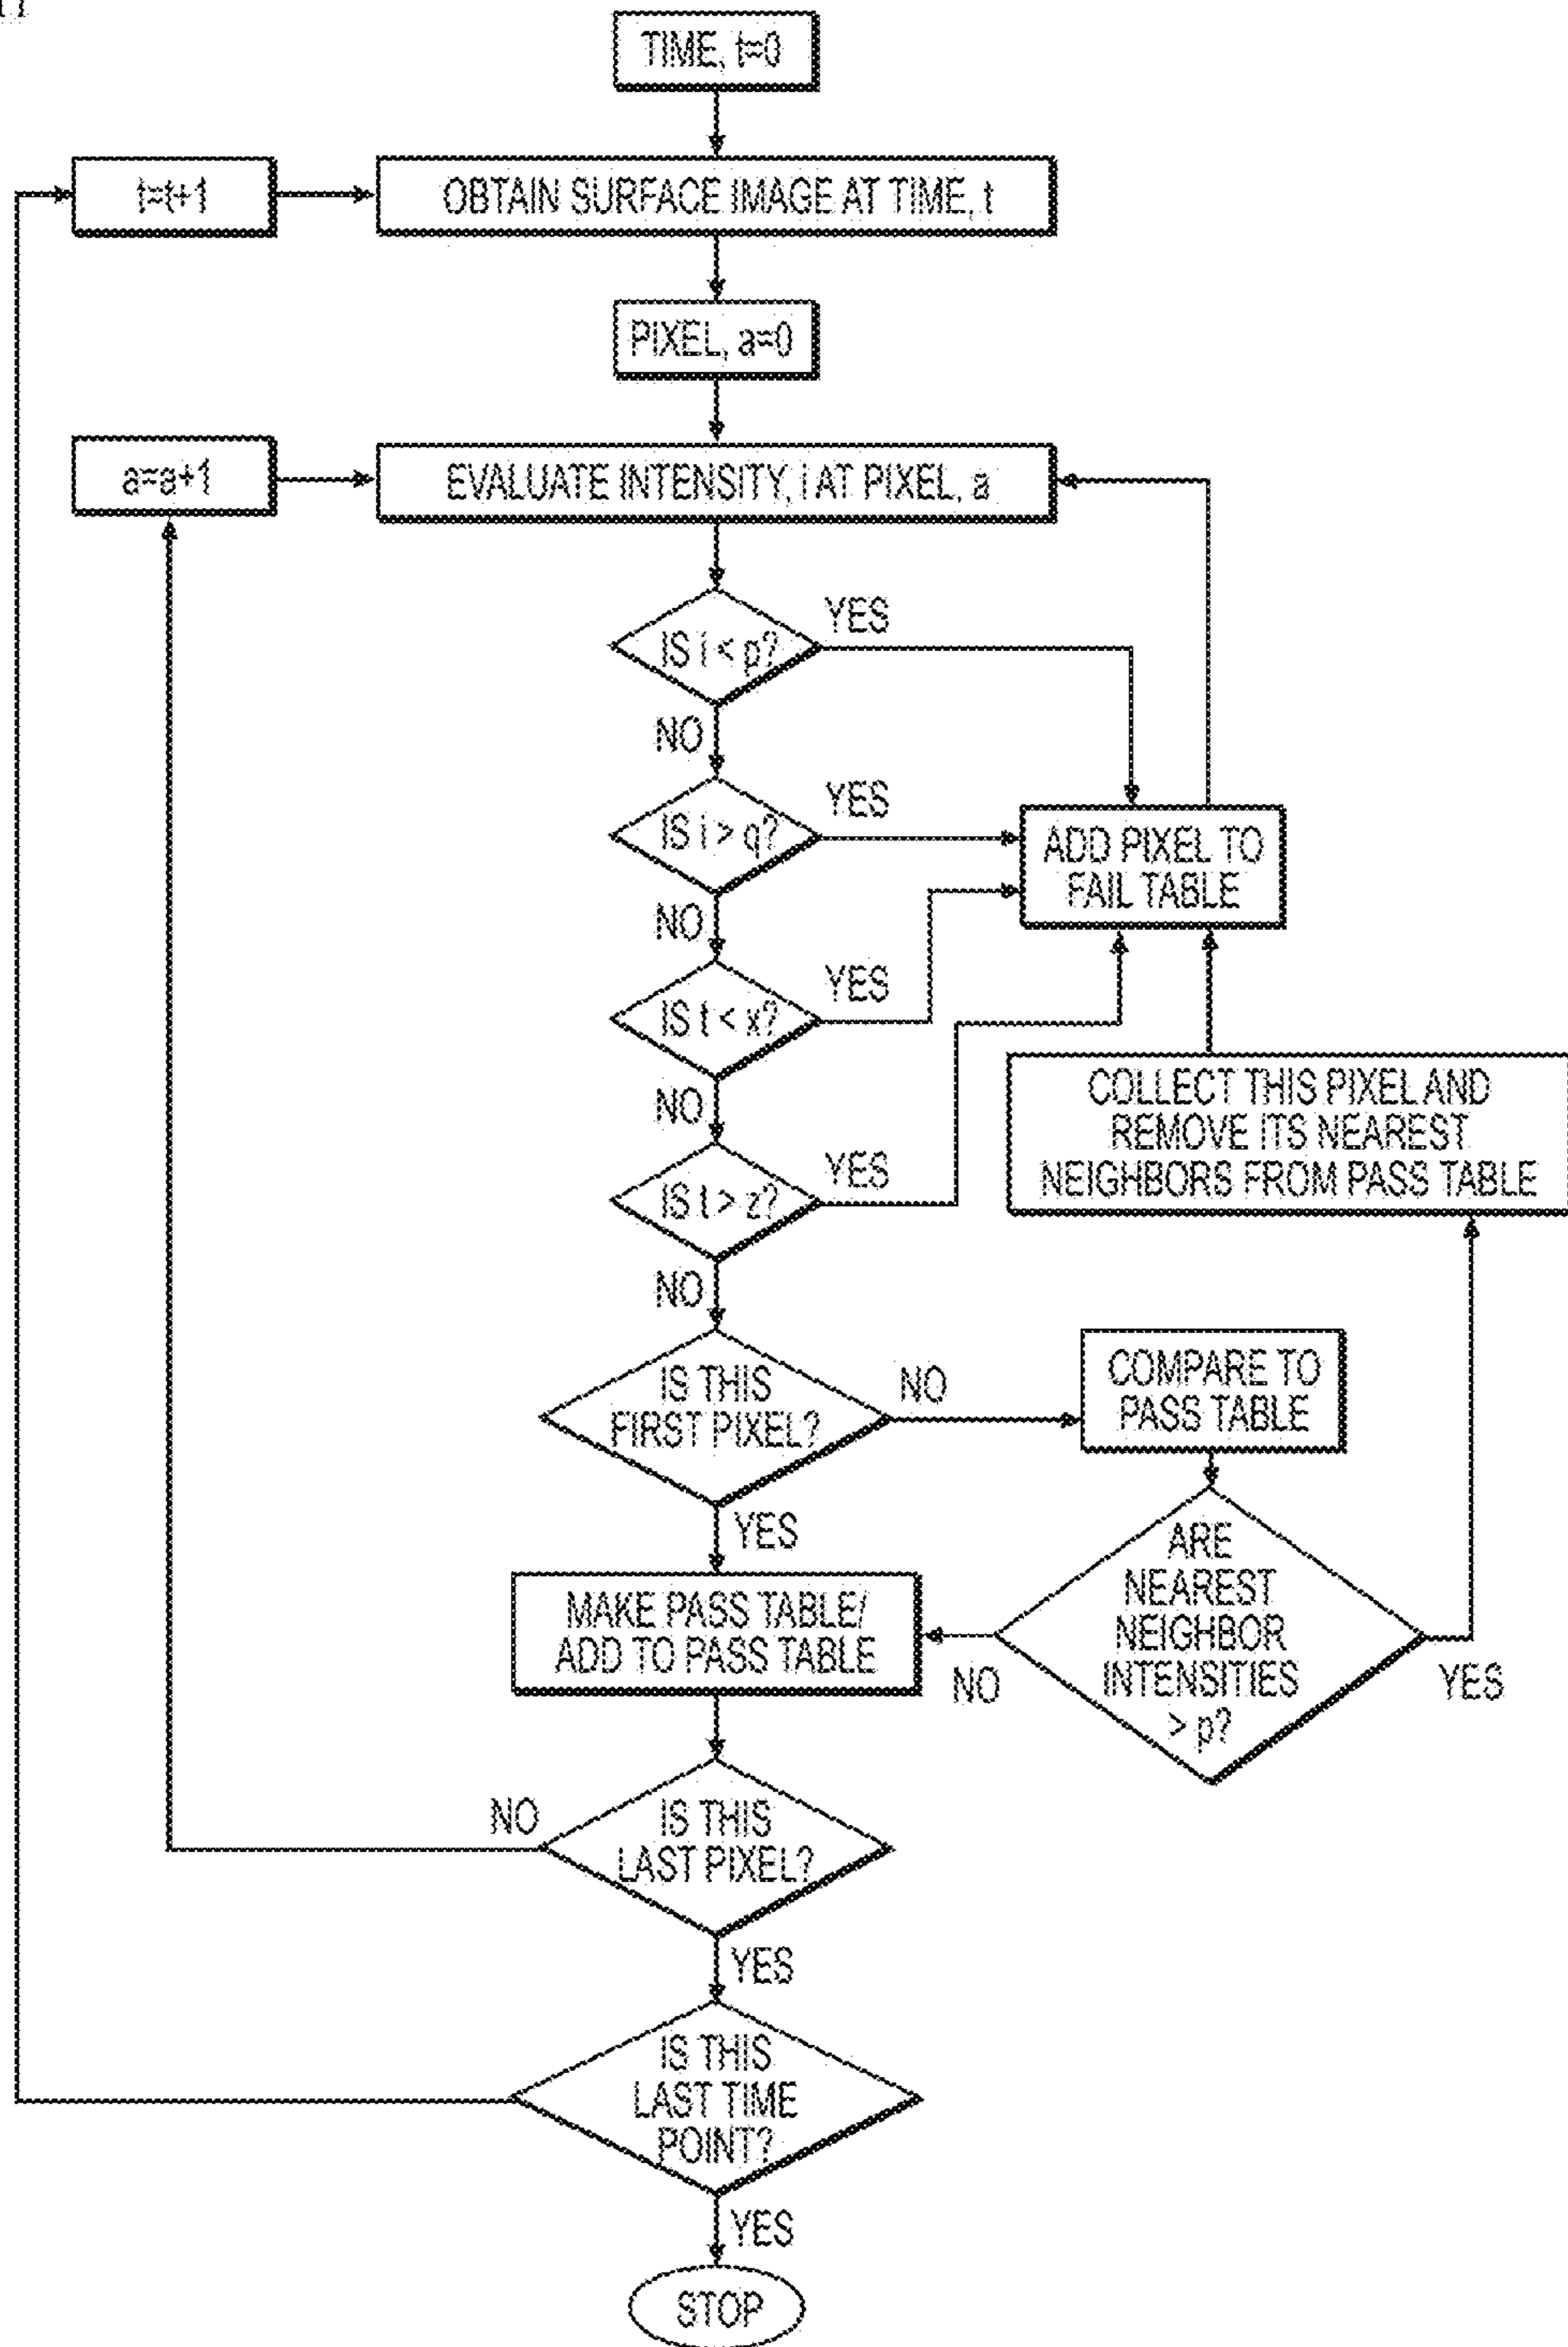 TIME, t=0
t=t+1
OBTAIN SURFACE IMAGE AT TIME, t
PIXEL, a=0
a=a+1
EVALUATE INTENSITY, i AT PIXEL, a
IS i < p?
YES
NO
IS i > q?
YES
ADD PIXEL TO
FAIL TABLE
NO
IS t < x?
YES
NO
COLLECT THIS PIXEL AND
REMOVE ITS NEAREST
NEIGHBORS FROM PASS TABLE
IS t > z?
YES
NO
IS THIS
FIRST PIXEL?
NO
COMPARE TO
PASS TABLE
YES
ARE
NEAREST
NEIGHBOR
INTENSITIES
> p?
MAKE PASS TABLE/
ADD TO PASS TABLE
NO
YES
IS THIS
LAST PIXEL?
NO
YES
IS THIS
LAST TIME
POINT?
YES
STOP